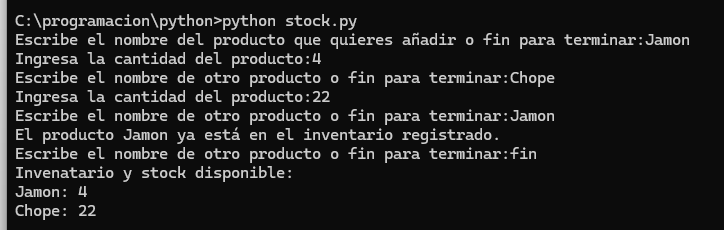 C:\programacion\python>python stock.py
Escribe el nombre del producto que quieres añadir o fin para terminar:Jamon
Ingresa la cantidad del producto:4
Escribe el nombre de otro producto o fin para terminar:Chope
Ingresa la cantidad del producto:22
Escribe el nombre de otro producto o fin para terminar:Jamon
El producto Jamon ya está en el inventario registrado.
Escribe el nombre de otro producto o fin para terminar:fin
Invenatario y stock disponible:
Jamon: 4
Chope: 22